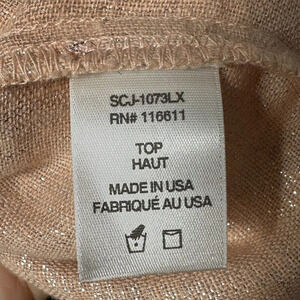 SCJ-1073LX
RN# 116611
TOP
HAUT
MADE IN USA
FABRIQUÉ AU USA